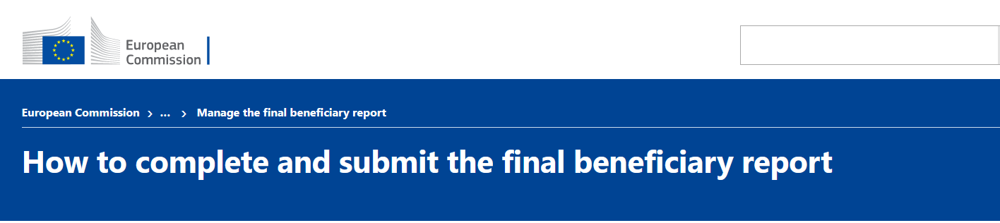 European
Commission
European Commission > ... > Manage the final beneficiary report
How to complete and submit the final beneficiary report